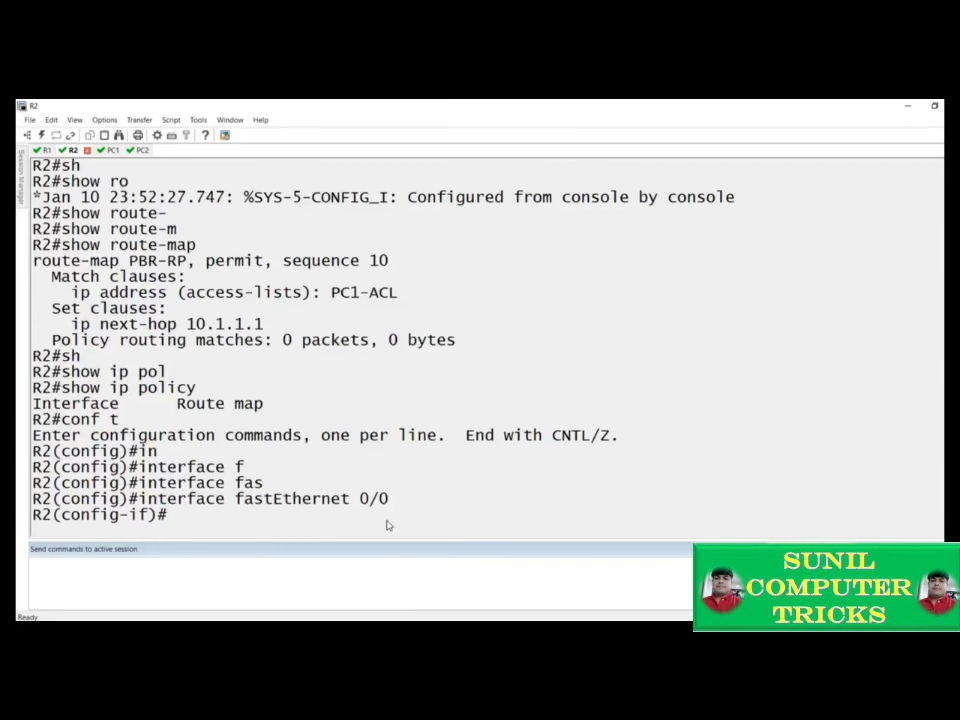 R2
File Edit View Options Transfer Script Tools Window Help
R1 R2 PC1 PC2
Session Manager
R2#sh
R2#show ro
*Jan 10 23:52:27.747: %SYS-5-CONFIG_I: Configured from console by console
R2#show route-
R2#show route-m
R2#show route-map
route-map PBR-RP, permit, sequence 10
Match clauses:
ip address (access-lists): PC1-ACL
Set clauses:
ip next-hop 10.1.1.1
Policy routing matches: 0 packets, 0 bytes
R2#sh
R2#show ip pol
R2#show ip policy
Interface Route map
R2#conf t
Enter configuration commands, one per line. End with CNTL/Z.
R2(config)#in
R2(config)#interface f
R2(config)#interface fas
R2(config)#interface fastEthernet 0/0
R2(config-if)#
Send commands to active session
Ready
SUNIL
COMPUTER
TRICKS